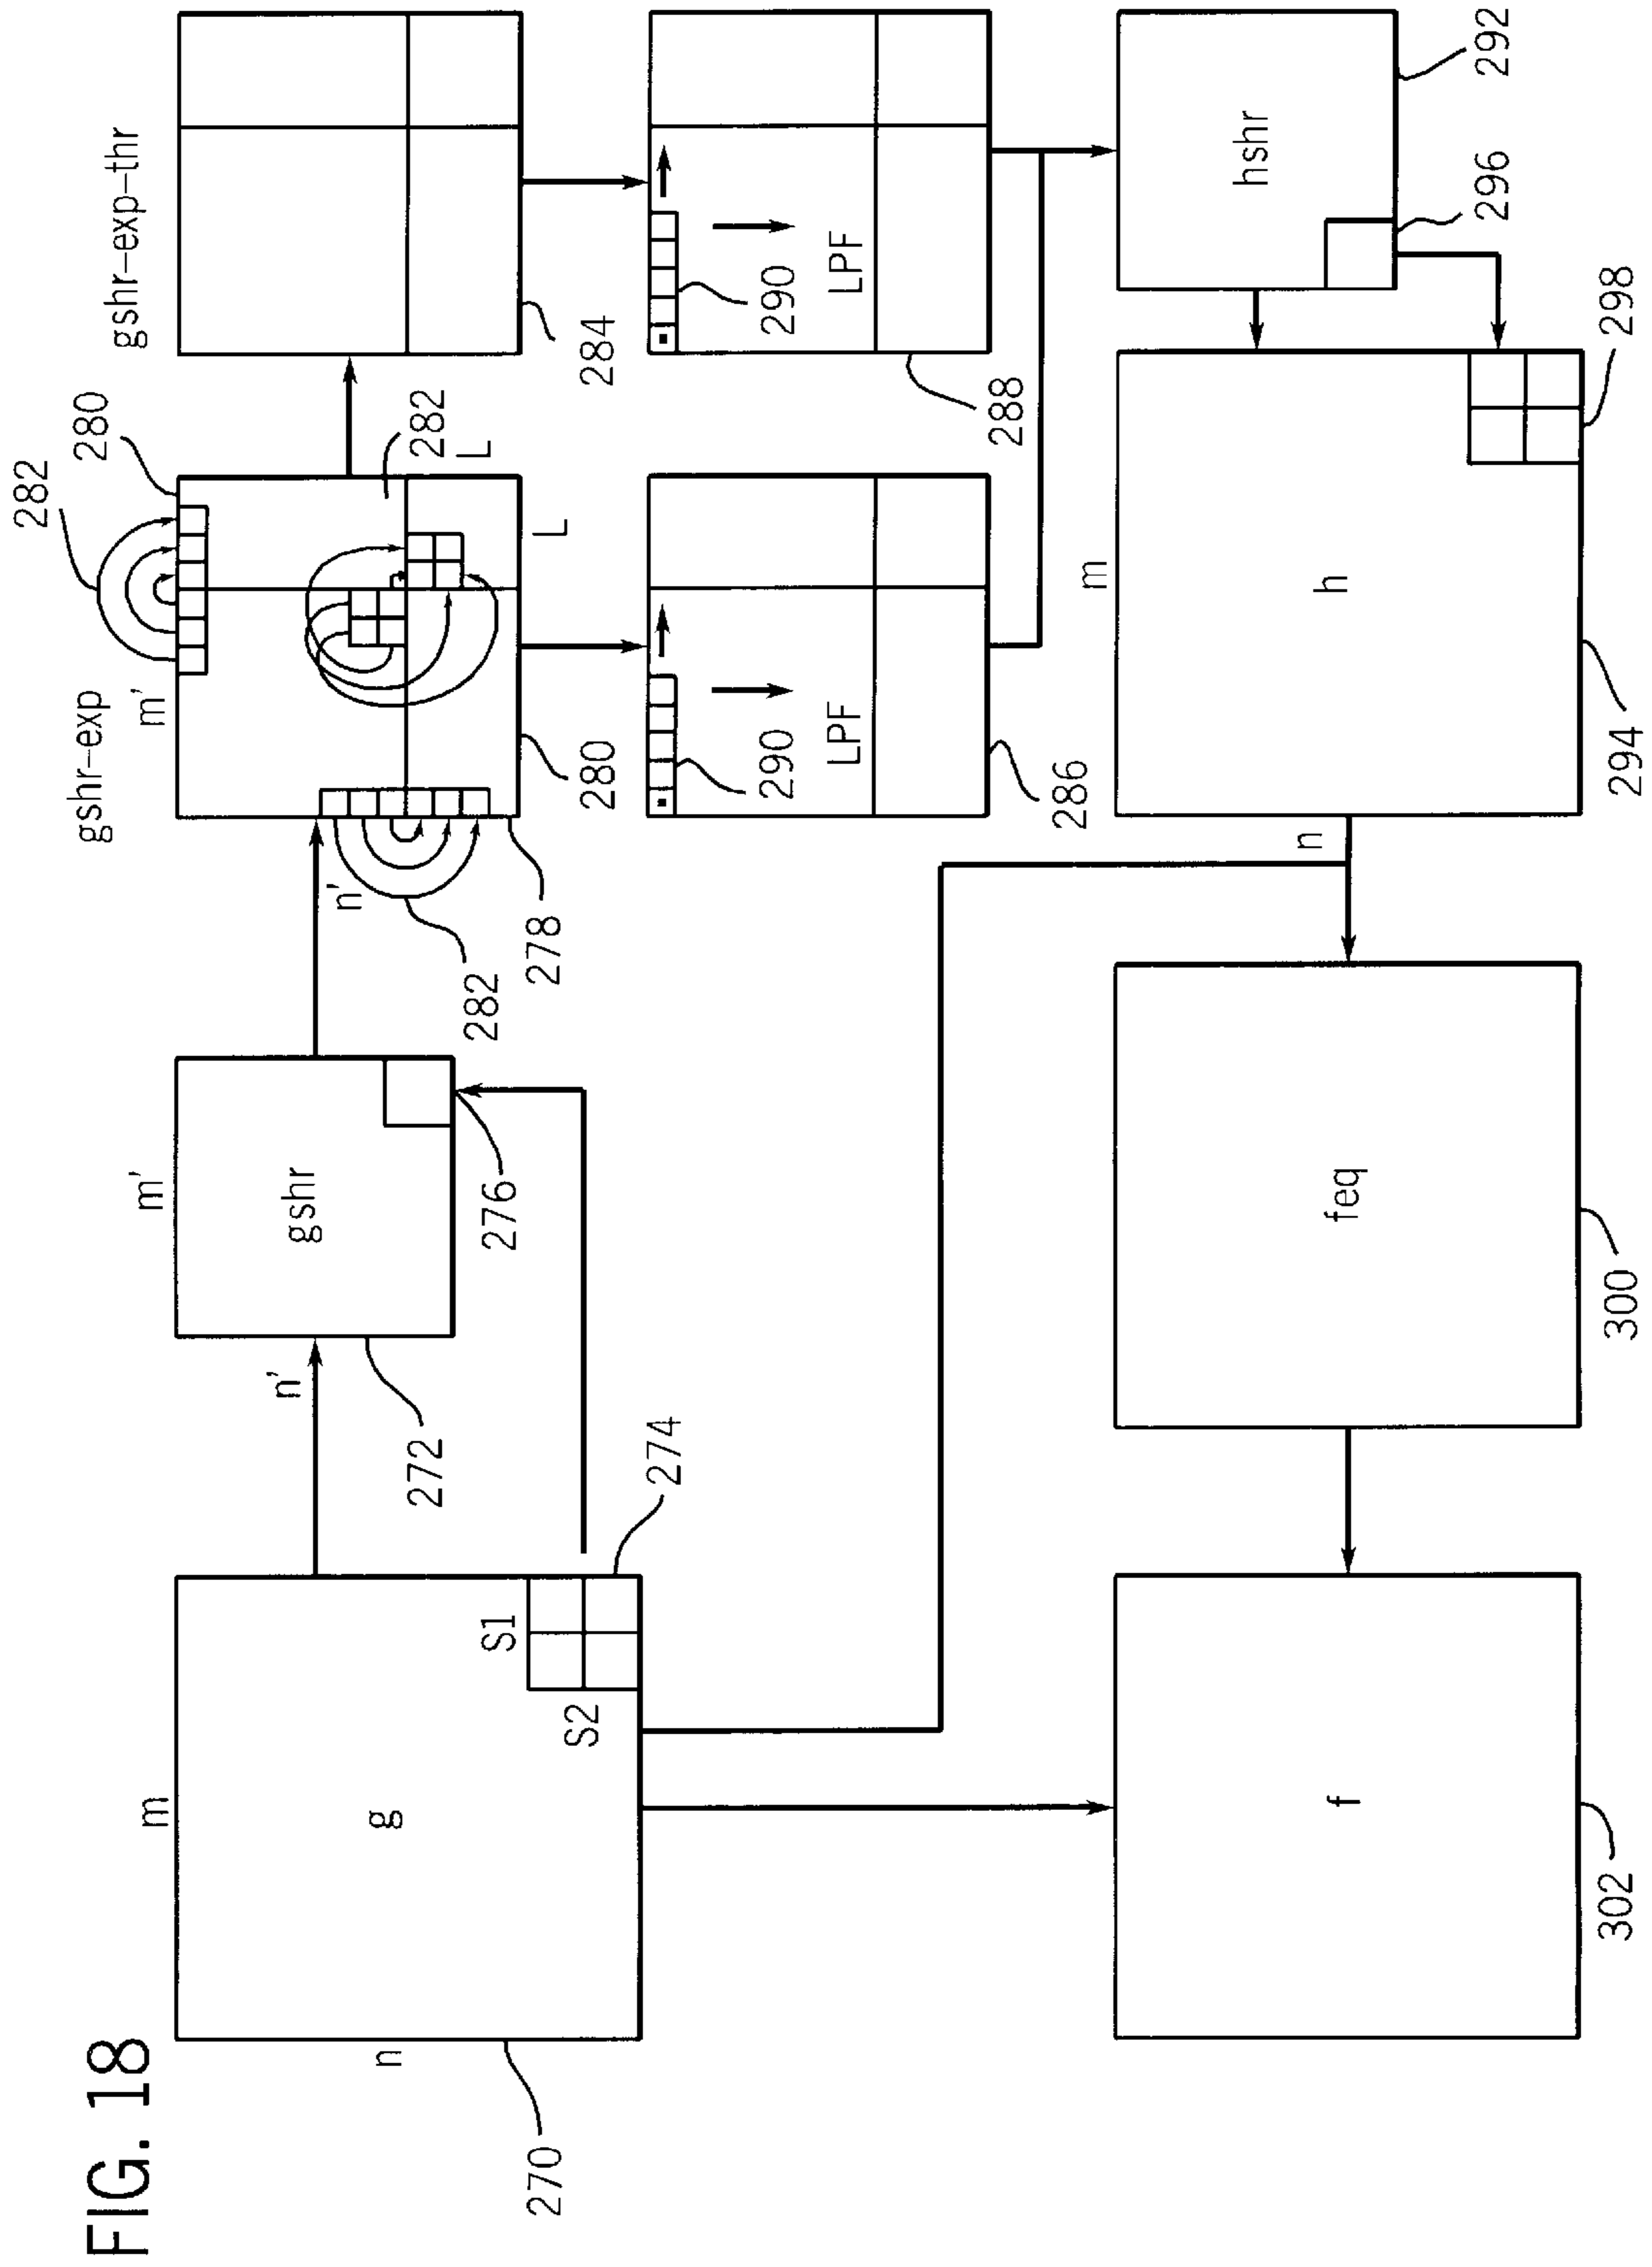 FIG. 18
m
g
n
S1
S2
270
274
m'
gshr
n'
272
276
gshr-exp
m'
n'
282
280
282
L
L
280
278
282
gshr-exp-thr
284
290
LPF
286
290
LPF
288
hshr
292
296
m
h
n
294
298
feq
300
f
302